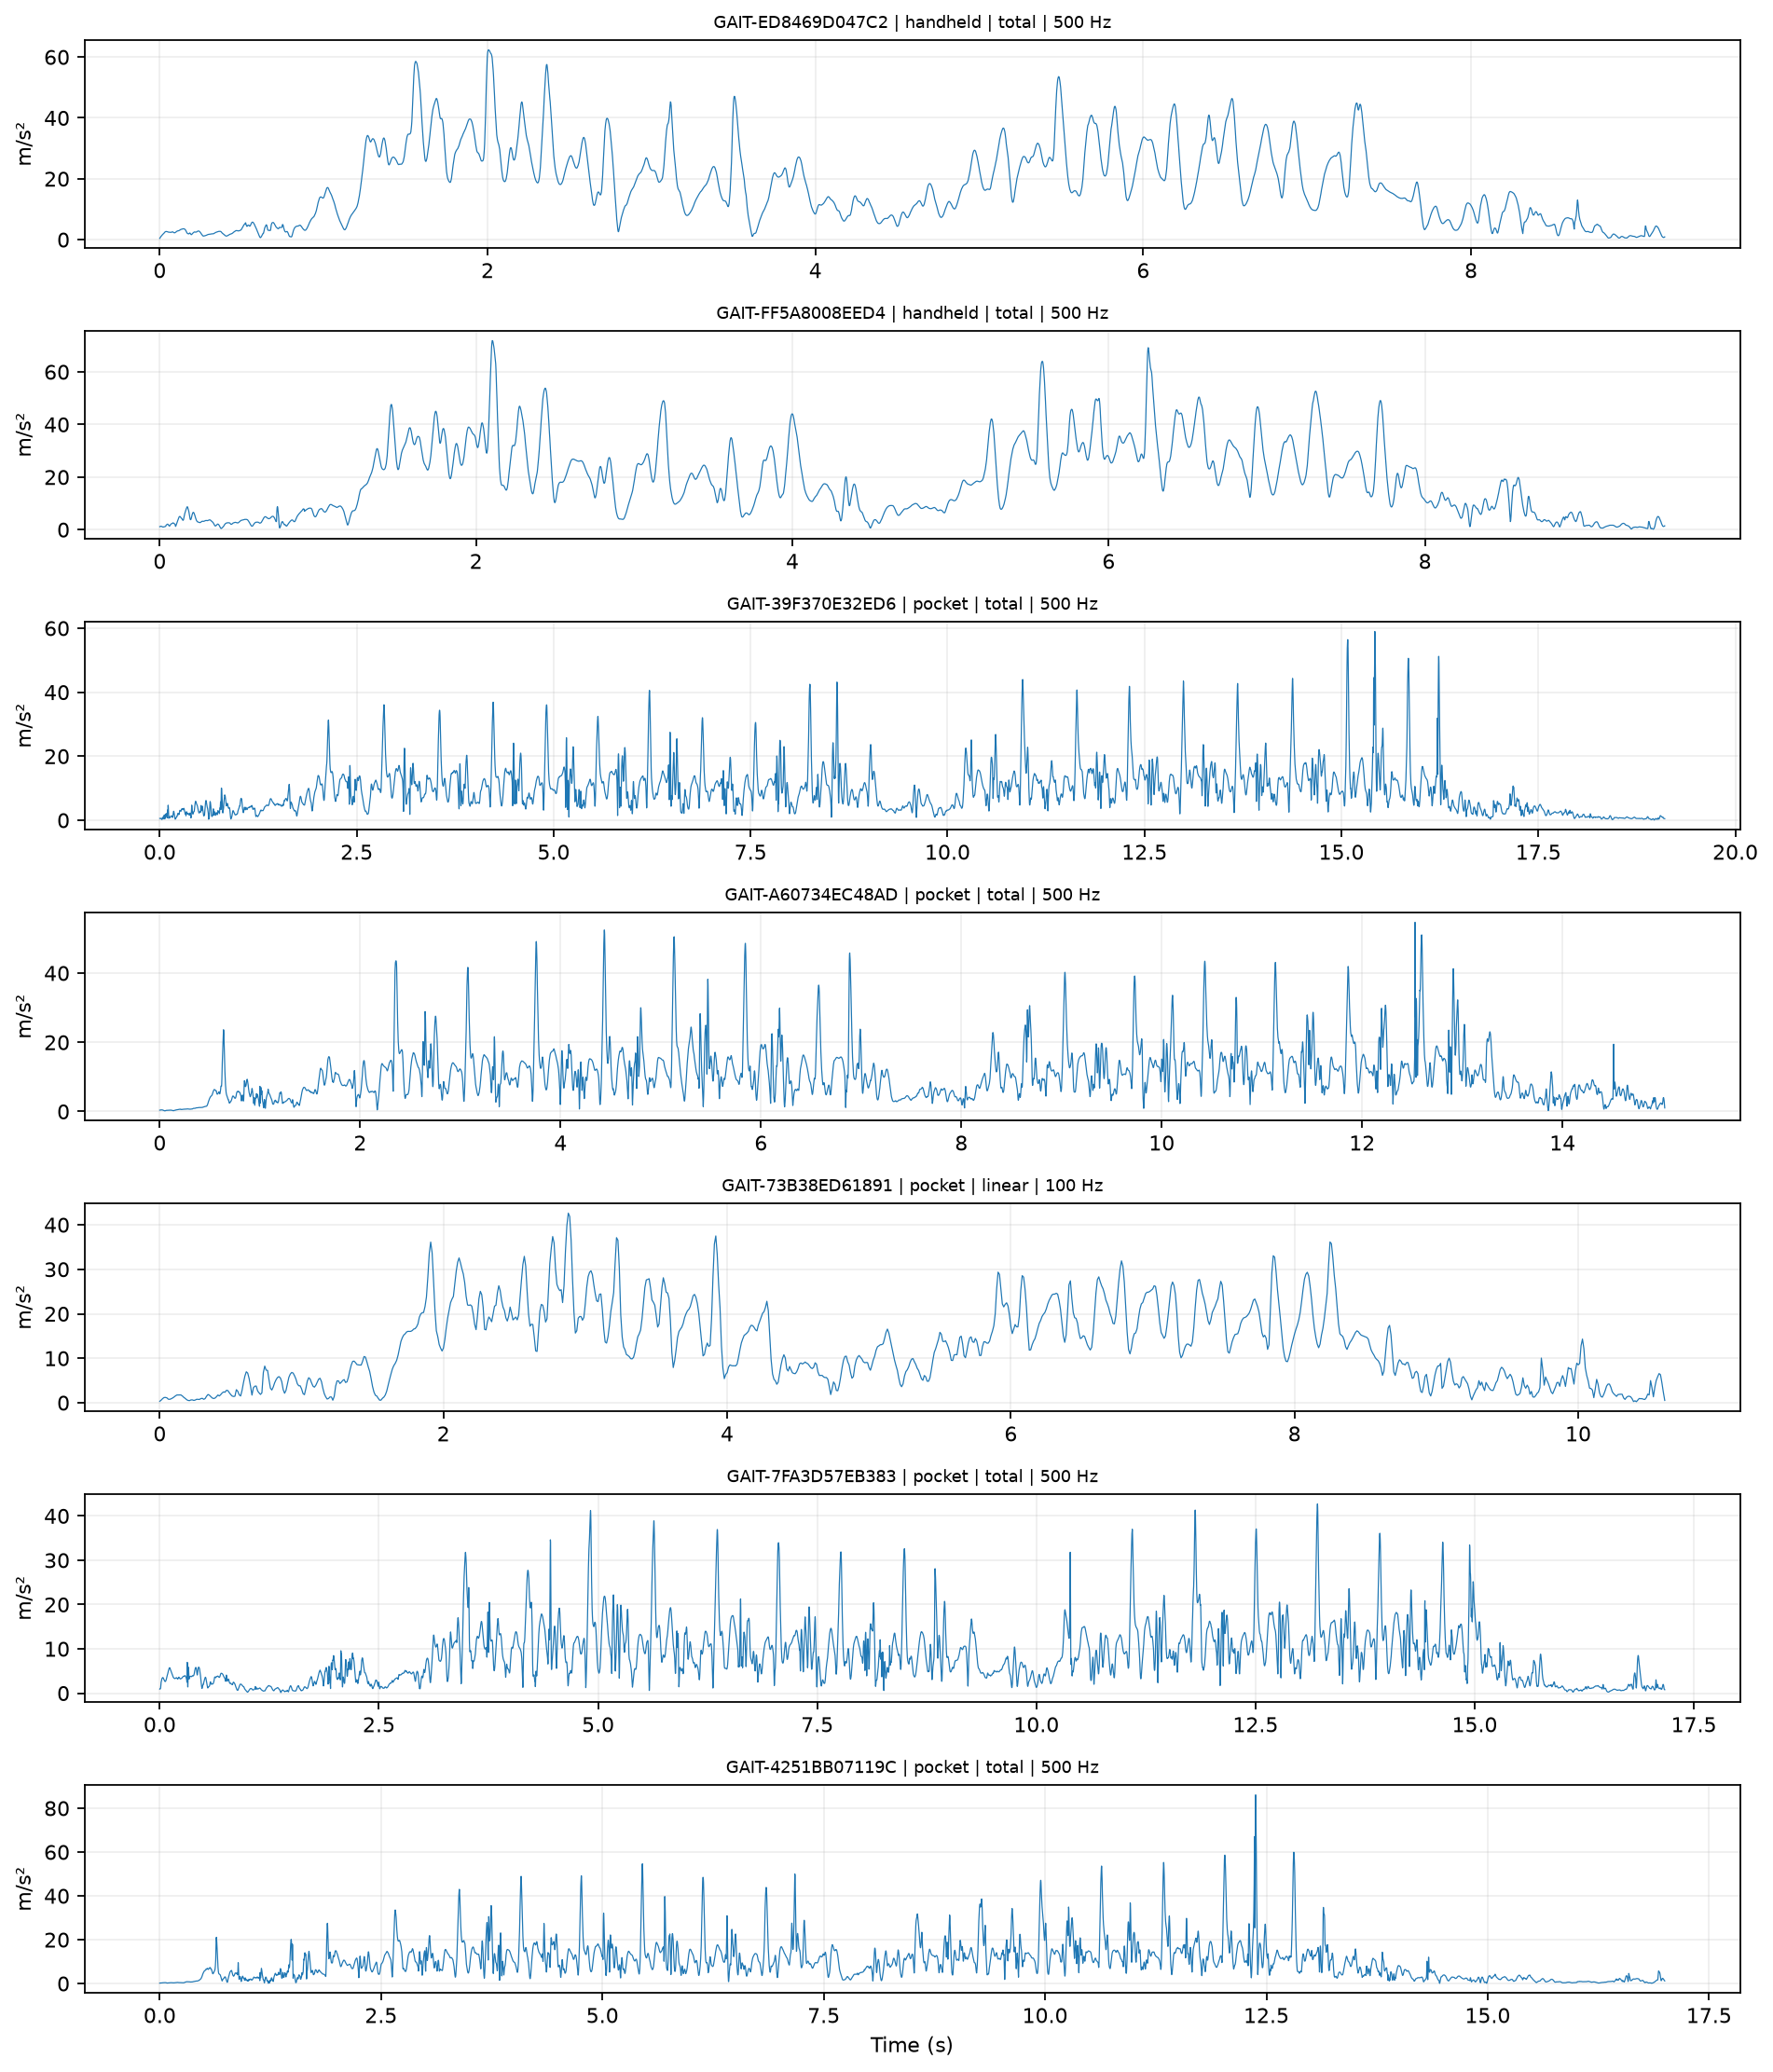 GAIT-ED8469D047C2 | handheld | total | 500 Hz
60
40
20
0
m/s²
0 2 4 6 8
GAIT-FF5A8008EED4 | handheld | total | 500 Hz
60
40
20
0
m/s²
0 2 4 6 8
GAIT-39F370E32ED6 | pocket | total | 500 Hz
60
40
20
0
m/s²
0.0 2.5 5.0 7.5 10.0 12.5 15.0 17.5 20.0
GAIT-A60734EC48AD | pocket | total | 500 Hz
40
20
0
m/s²
0 2 4 6 8 10 12 14
GAIT-73B38ED61891 | pocket | linear | 100 Hz
40
30
20
10
0
m/s²
0 2 4 6 8 10
GAIT-7FA3D57EB383 | pocket | total | 500 Hz
40
30
20
10
0
m/s²
0.0 2.5 5.0 7.5 10.0 12.5 15.0 17.5
GAIT-4251BB07119C | pocket | total | 500 Hz
80
60
40
20
0
m/s²
0.0 2.5 5.0 7.5 10.0 12.5 15.0 17.5
Time (s)